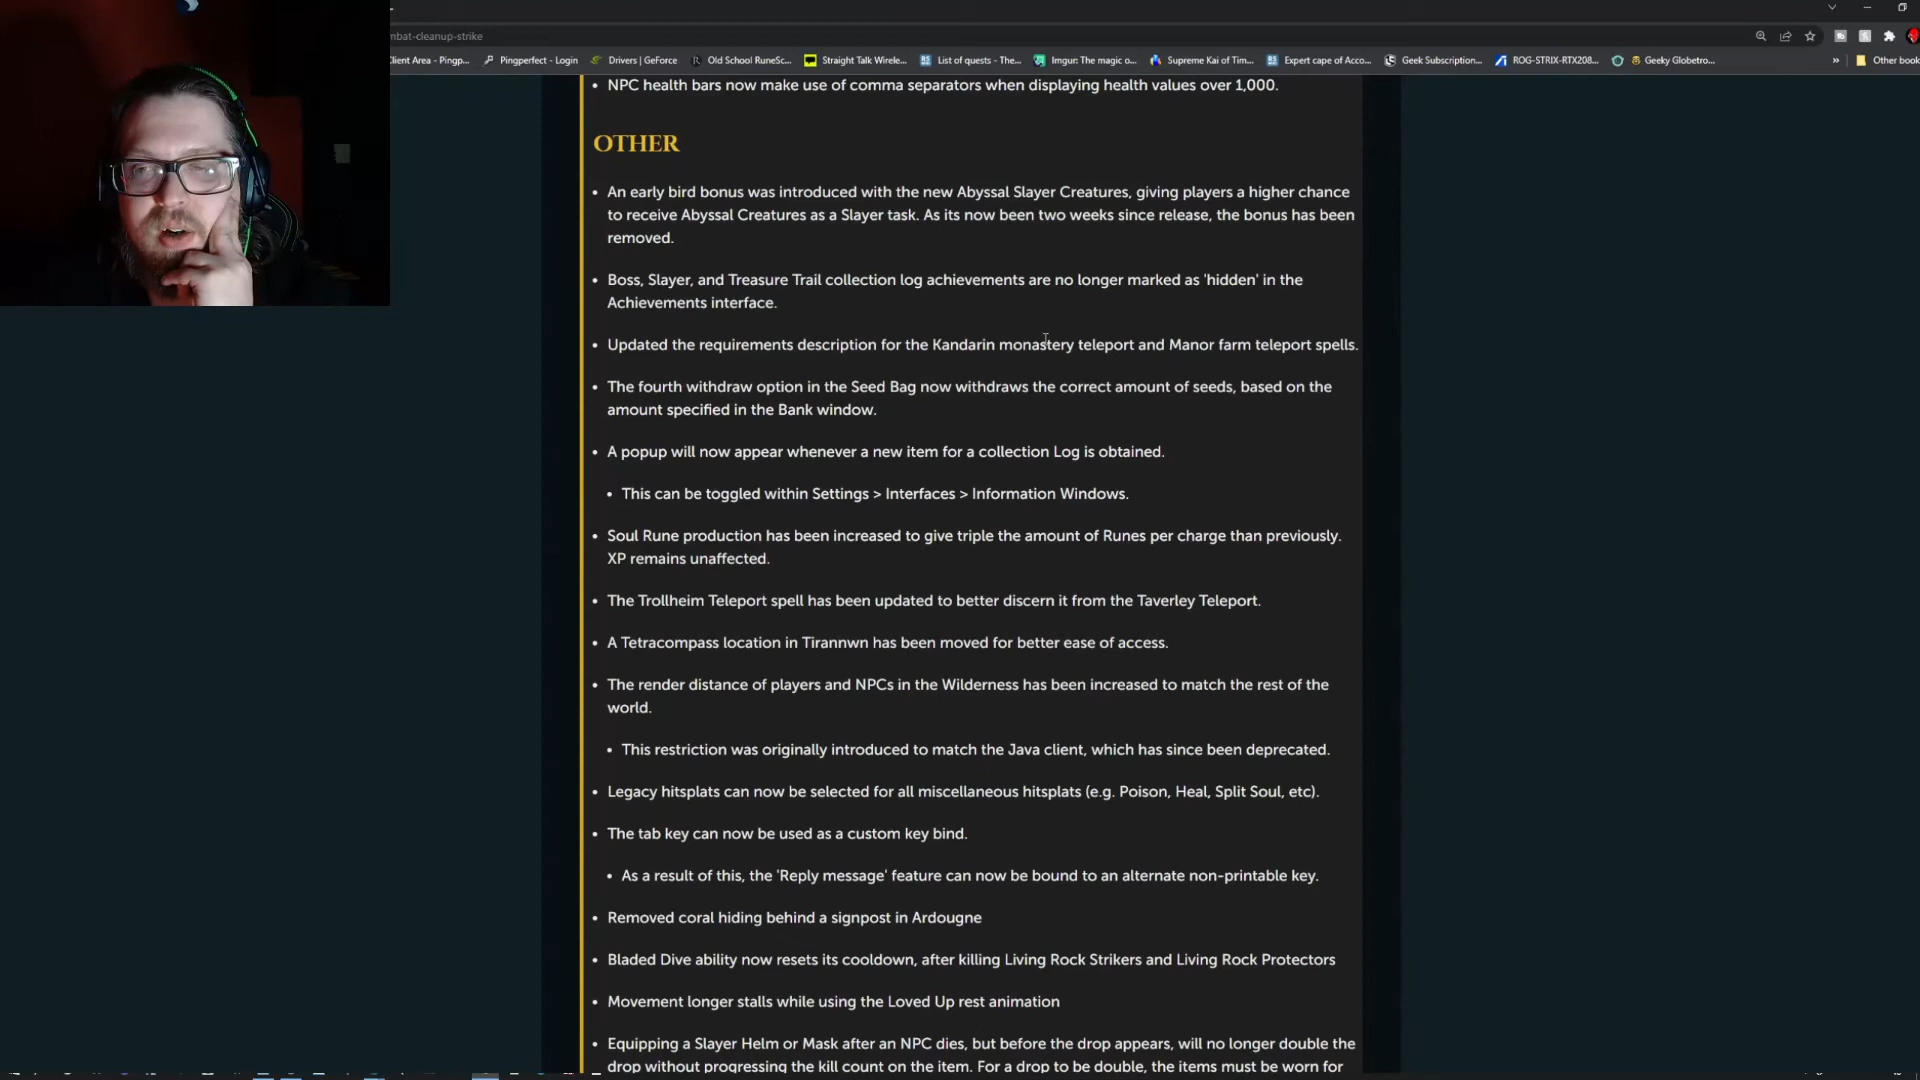 mbat-cleanup-strike
Client Area - Pingp...
Pingperfect - Login
Drivers | GeForce
Old School RuneSc...
Straight Talk Wirele...
List of quests - The...
Imgur: The magic o...
Supreme Kai of Tim...
Expert cape of Acco...
Geek Subscription...
ROG-STRIX-RTX208...
Geeky Globetro...
»
Other book
• NPC health bars now make use of comma separators when displaying health values over 1,000.
OTHER
• An early bird bonus was introduced with the new Abyssal Slayer Creatures, giving players a higher chance
to receive Abyssal Creatures as a Slayer task. As its now been two weeks since release, the bonus has been
removed.
• Boss, Slayer, and Treasure Trail collection log achievements are no longer marked as 'hidden' in the
Achievements interface.
• Updated the requirements description for the Kandarin monastery teleport and Manor farm teleport spells.
• The fourth withdraw option in the Seed Bag now withdraws the correct amount of seeds, based on the
amount specified in the Bank window.
• A popup will now appear whenever a new item for a collection Log is obtained.
• This can be toggled within Settings > Interfaces > Information Windows.
• Soul Rune production has been increased to give triple the amount of Runes per charge than previously.
XP remains unaffected.
• The Trollheim Teleport spell has been updated to better discern it from the Taverley Teleport.
• A Tetracompass location in Tirannwn has been moved for better ease of access.
• The render distance of players and NPCs in the Wilderness has been increased to match the rest of the
world.
• This restriction was originally introduced to match the Java client, which has since been deprecated.
• Legacy hitsplats can now be selected for all miscellaneous hitsplats (e.g. Poison, Heal, Split Soul, etc).
• The tab key can now be used as a custom key bind.
• As a result of this, the 'Reply message' feature can now be bound to an alternate non-printable key.
• Removed coral hiding behind a signpost in Ardougne
• Bladed Dive ability now resets its cooldown, after killing Living Rock Strikers and Living Rock Protectors
• Movement longer stalls while using the Loved Up rest animation
• Equipping a Slayer Helm or Mask after an NPC dies, but before the drop appears, will no longer double the
drop without progressing the kill count on the item. For a drop to be double, the items must be worn for